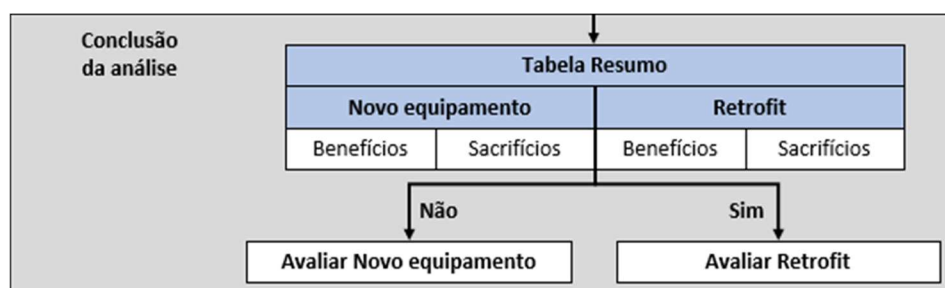 Conclusão
da análise
Tabela Resumo
Novo equipamento
Retrofit
Benefícios
Sacrifícios
Benefícios
Sacrifícios
Não
Sim
Avaliar Novo equipamento
Avaliar Retrofit